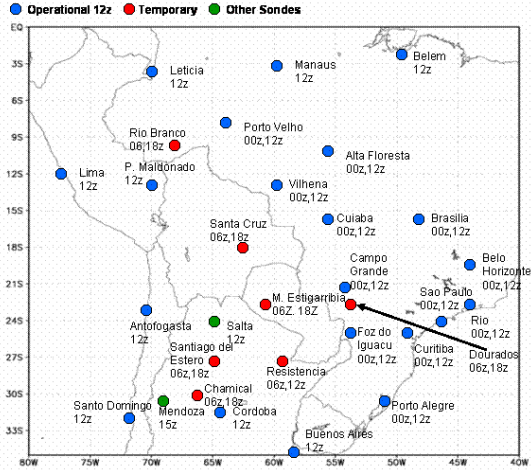 Operational 12z Temporary Other Sondes
EQ
3S
6S
9S
12S
15S
18S
21S
24S
27S
30S
33S
80W 75W 70W 65W 60W 55W 50W 45W 40W
Leticia
12z
Manaus
12z
Belem
12z
Porto Velho
00z,12z
Rio Branco
06,18z
Alta Floresta
00z,12z
Lima
12z
P. Maldonado
12z
Vilhena
00z,12z
Cuiaba
00z,12z
Brasilia
00z,12z
Santa Cruz
06z,18z
Campo
Grande
00z,12z
Belo
Horizonte
00z,12z
M. Estigarribia
06Z. 18Z
Sao Paulo
00z,12z
Rio
00z,12z
Antofogasta
12z
Salta
12z
Foz do
Iguacu
00z,12z
Curitiba
00z,12z
Dourados
06z,18z
Santiago del
Estero
06z,18z
Resistencia
06z,12z
Chamical
06z,18z
Santo Domingo
12z
Mendoza
15z
Cordoba
12z
Porto Alegre
00z,12z
Buenos Aires
12z